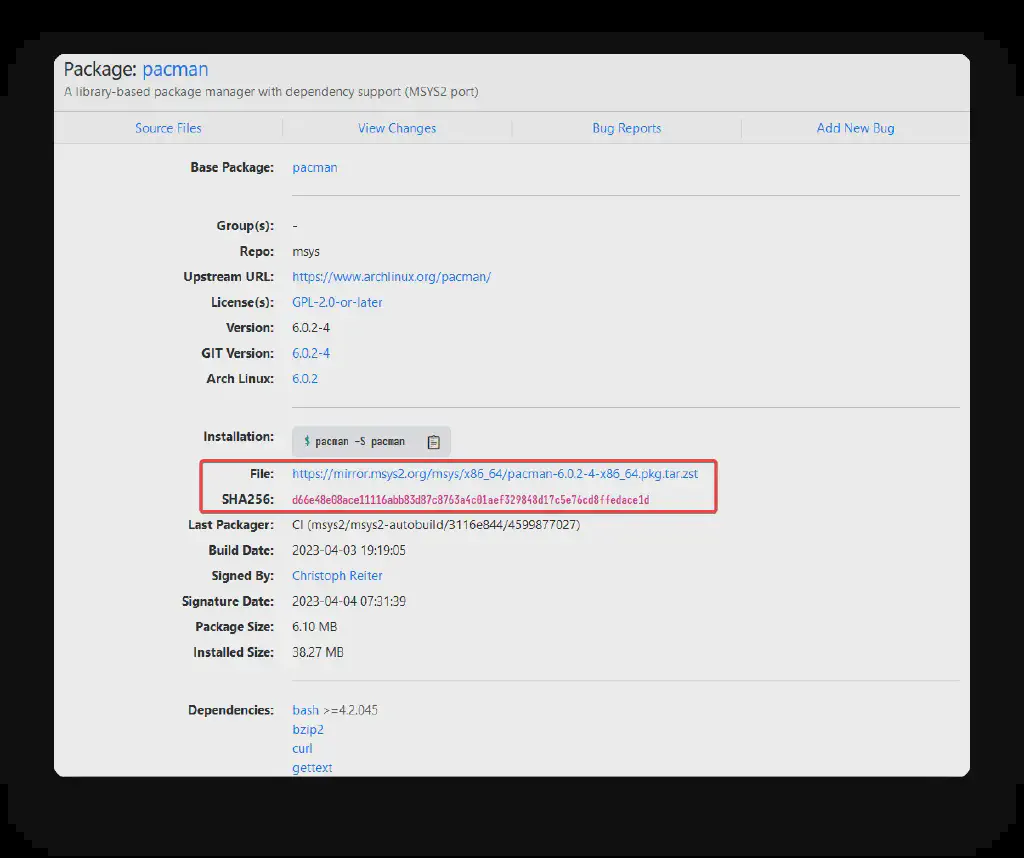 Package: pacman
A library-based package manager with dependency support (MSYS2 port)
Source Files View Changes Bug Reports Add New Bug
Base Package: pacman
Group(s): -
Repo: msys
Upstream URL: https://www.archlinux.org/pacman/
License(s): GPL-2.0-or-later
Version: 6.0.2-4
GIT Version: 6.0.2-4
Arch Linux: 6.0.2
Installation: $ pacman -S pacman
File: https://mirror.msys2.org/msys/x86_64/pacman-6.0.2-4-x86_64.pkg.tar.zst
SHA256: d66e48e08ace11116abb83d87c8763a4c01aef329848d17c5e76cd8ffedace1d
Last Packager: CI (msys2/msys2-autobuild/3116e844/4599877027)
Build Date: 2023-04-03 19:19:05
Signed By: Christoph Reiter
Signature Date: 2023-04-04 07:31:39
Package Size: 6.10 MB
Installed Size: 38.27 MB
Dependencies: bash >=4.2.045
bzip2
curl
gettext